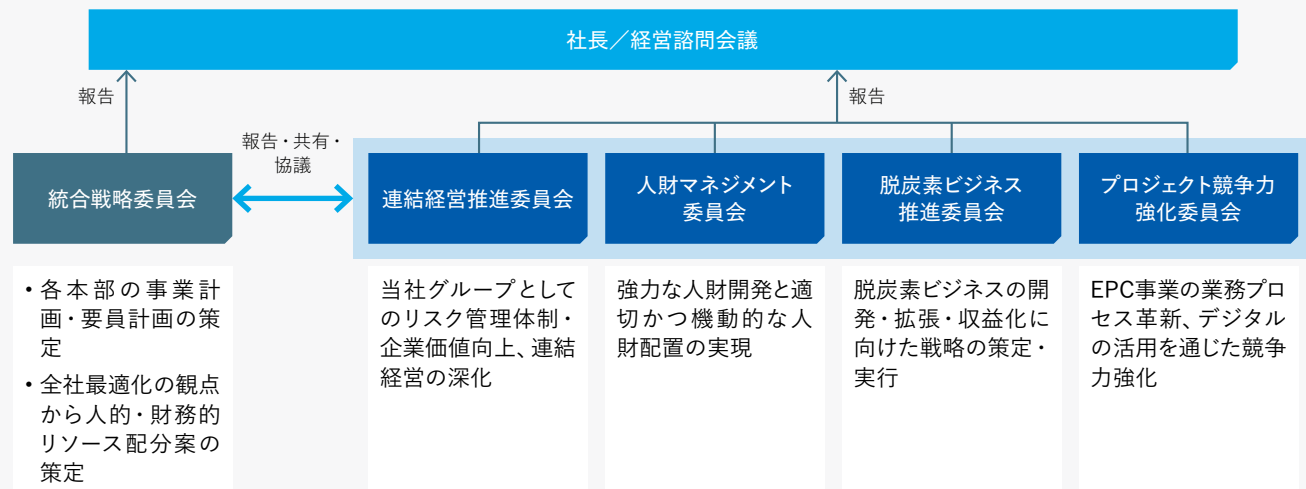 社長／経営諮問会議
報告
報告
報告・共有・
協議
統合戦略委員会
連結経営推進委員会
人財マネジメント
委員会
脱炭素ビジネス
推進委員会
プロジェクト競争力
強化委員会
• 各本部の事業計
画・要員計画の策
定
• 全社最適化の観点
から人的・財務的
リソース配分案の
策定
当社グループとして
のリスク管理体制・
企業価値向上、連結
経営の深化
強力な人財開発と適
切かつ機動的な人
財配置の実現
脱炭素ビジネスの開
発・拡張・収益化に
向けた戦略の策定・
実行
EPC事業の業務プロ
セス革新、デジタル
の活用を通じた競争
力強化